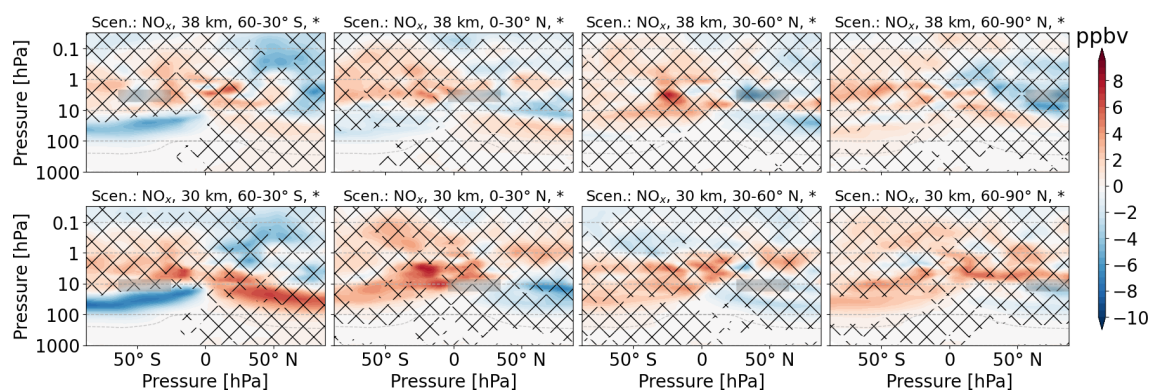 Scen.: NOₓ, 38 km, 60-30° S, *
Scen.: NOₓ, 38 km, 0-30° N, *
Scen.: NOₓ, 38 km, 30-60° N, *
Scen.: NOₓ, 38 km, 60-90° N, *
ppbv
Pressure [hPa]
0.1
1
10
100
1000
8
6
4
2
0
−2
−4
−6
−8
−10
Scen.: NOₓ, 30 km, 60-30° S, *
Scen.: NOₓ, 30 km, 0-30° N, *
Scen.: NOₓ, 30 km, 30-60° N, *
Scen.: NOₓ, 30 km, 60-90° N, *
Pressure [hPa]
0.1
1
10
100
1000
50° S 0 50° N
50° S 0 50° N
50° S 0 50° N
50° S 0 50° N
Pressure [hPa]
Pressure [hPa]
Pressure [hPa]
Pressure [hPa]